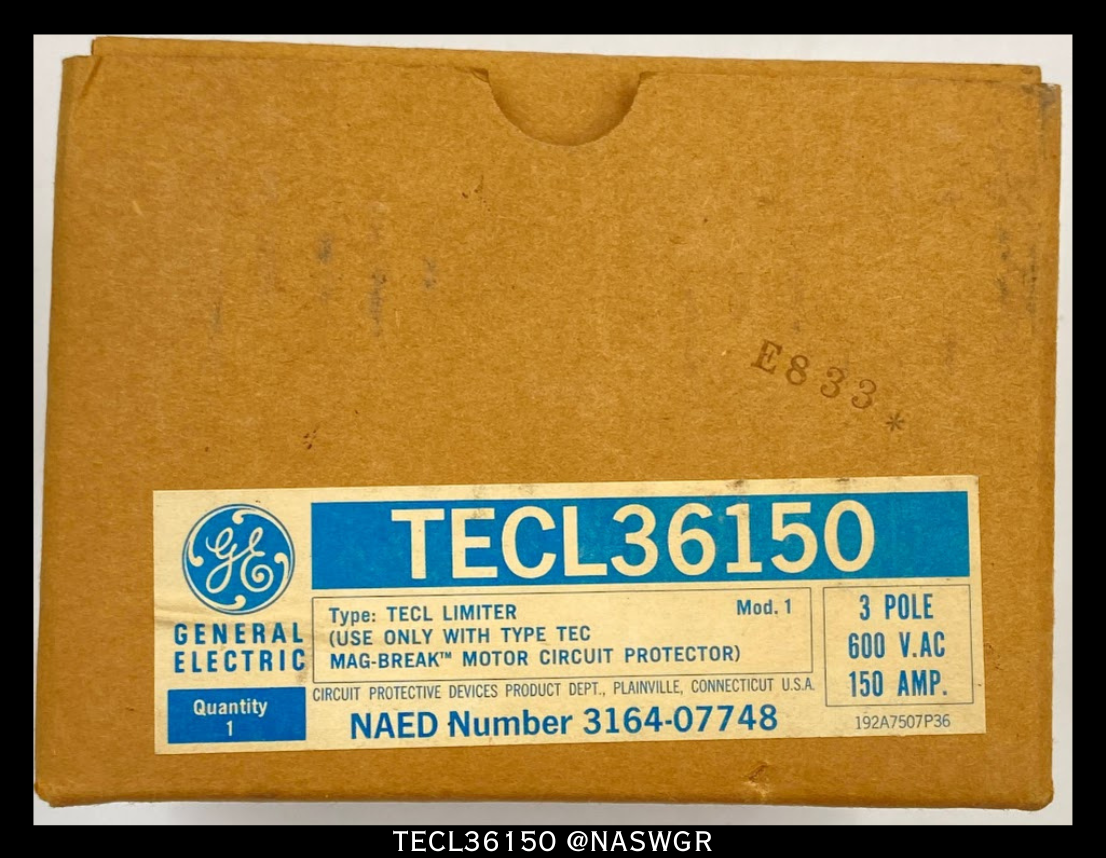 E833*
TECL36150
GE
GENERAL
ELECTRIC
Type: TECL LIMITER Mod. 1
(USE ONLY WITH TYPE TEC
MAG-BREAK™ MOTOR CIRCUIT PROTECTOR)
3 POLE
600 V.AC
150 AMP.
CIRCUIT PROTECTIVE DEVICES PRODUCT DEPT., PLAINVILLE, CONNECTICUT U.S.A.
Quantity
1
NAED Number 3164-07748
192A7507P36
TECL36150 @NASWGR